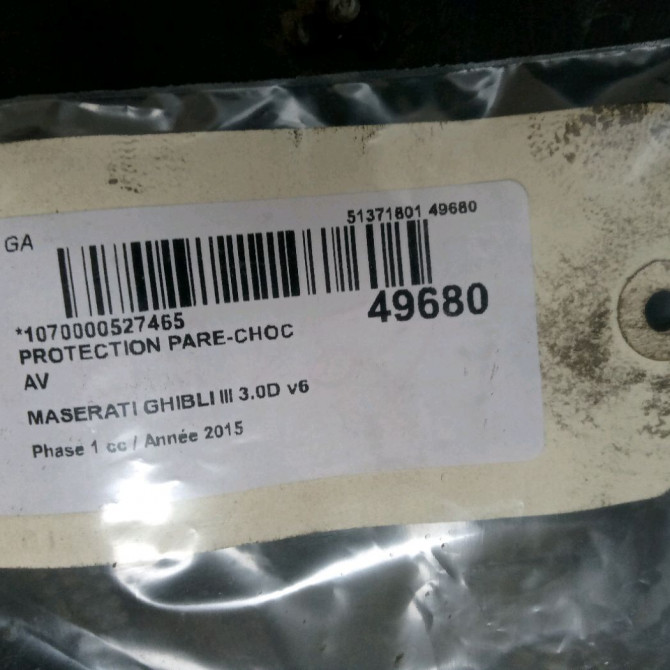 51371801 49680
GA
*1070000527465
49680
PROTECTION PARE-CHOC
AV
MASERATI GHIBLI III 3.0D v6
Phase 1 cc / Année 2015